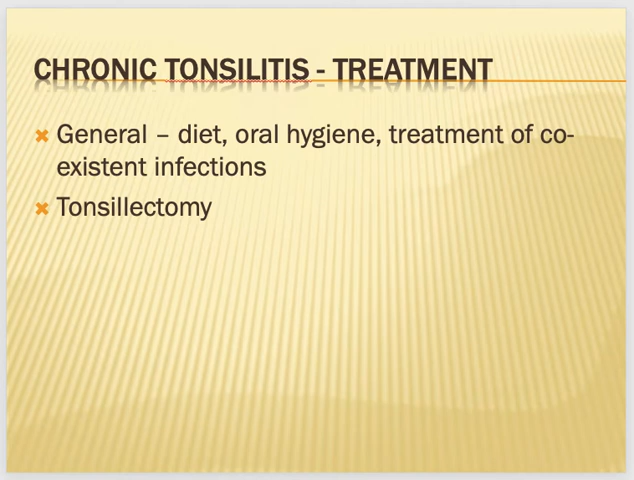 CHRONIC TONSILITIS - TREATMENT
General – diet, oral hygiene, treatment of co-
existent infections
Tonsillectomy